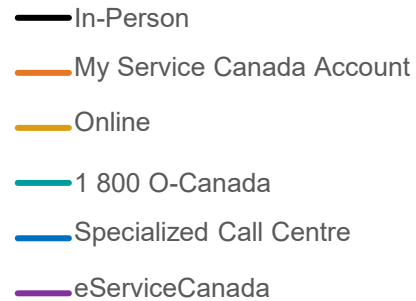 In-Person
My Service Canada Account
Online
1 800 O-Canada
Specialized Call Centre
eServiceCanada